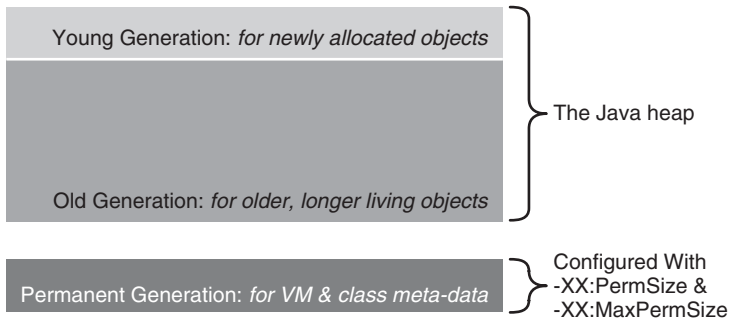 Young Generation: for newly allocated objects
The Java heap
Old Generation: for older, longer living objects
Permanent Generation: for VM & class meta-data
Configured With
-XX:PermSize &
-XX:MaxPermSize